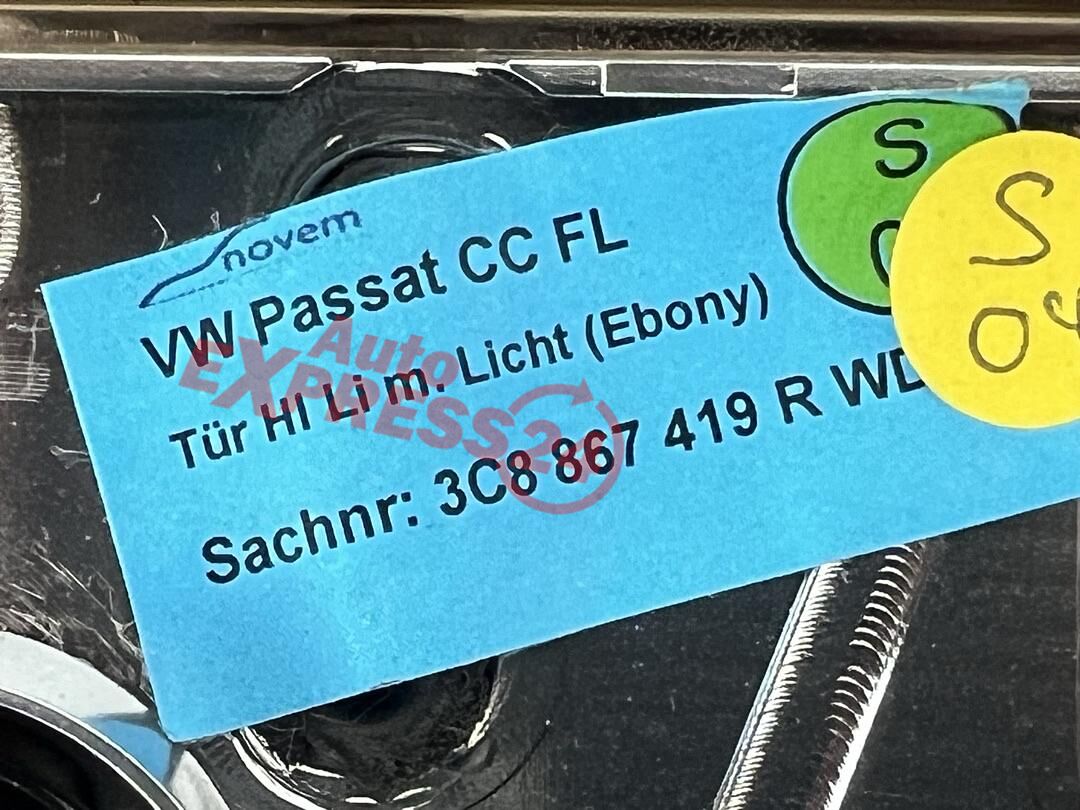 novem
VW Passat CC FL
Tür HI Li m. Licht (Ebony)
Sachnr: 3C8 867 419 R WD
S
S
Auto
EXPRESS24